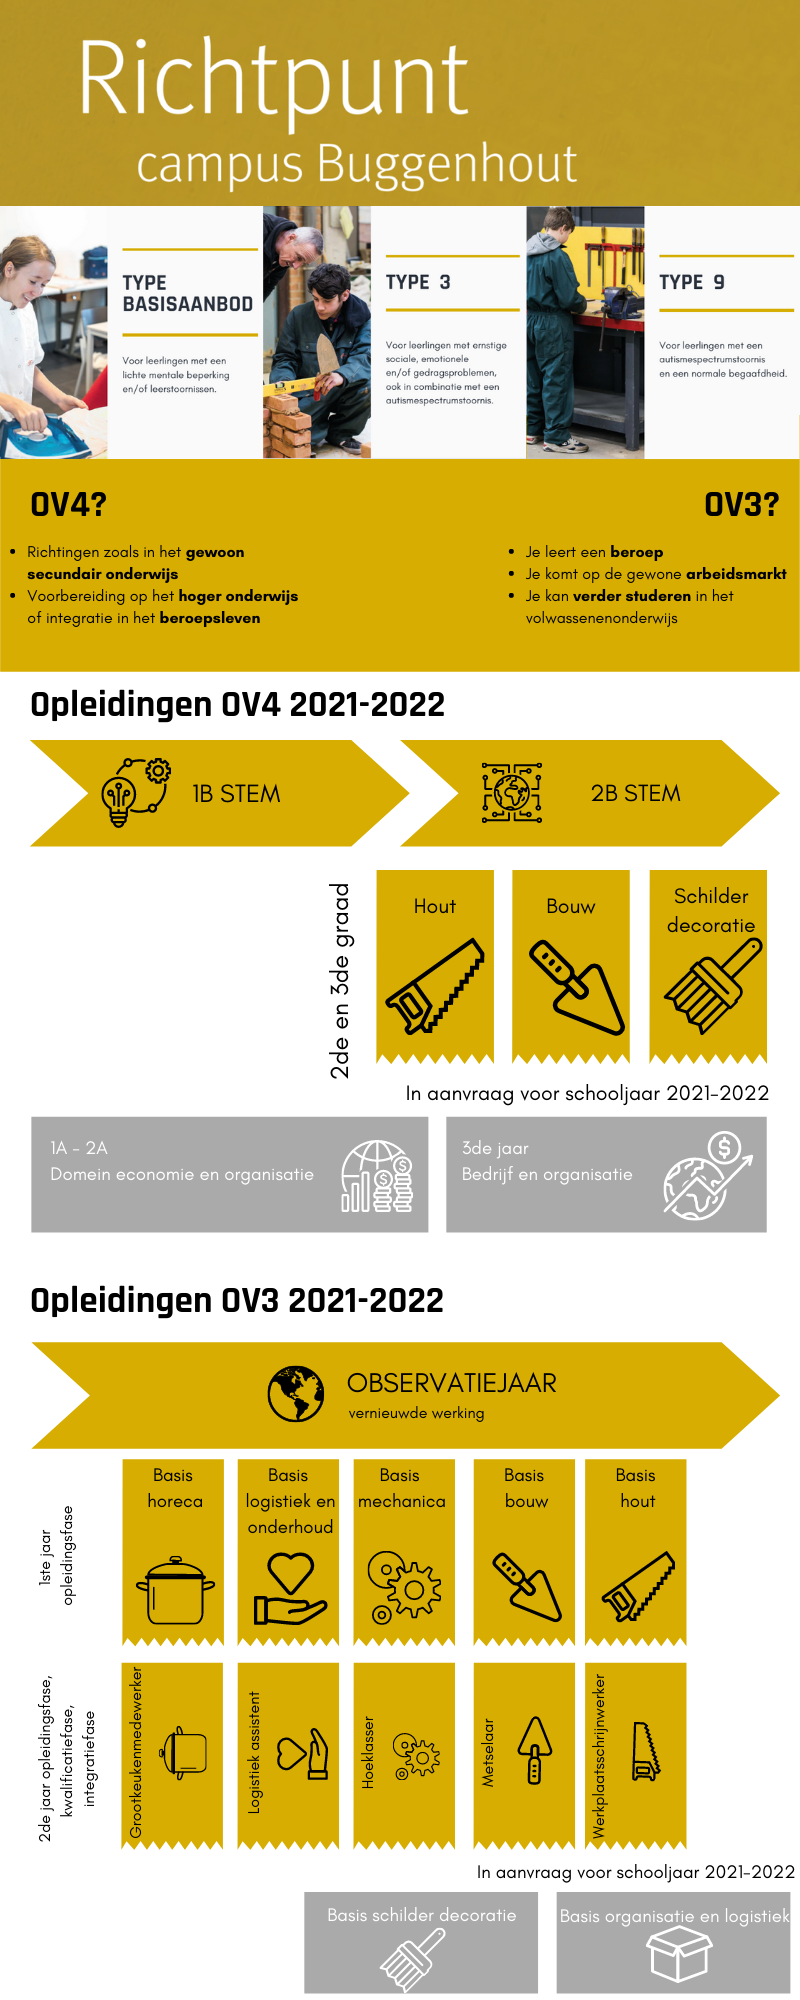 Richtpunt
campus Buggenhout
TYPE
BASISAANBOD
Voor leerlingen met een
lichte mentale beperking
en/of leerstoornissen.
TYPE 3
Voor leerlingen met ernstige
sociale, emotionele
en/of gedragsproblemen,
ook in combinatie met een
autismespectrumstoornis.
TYPE 9
Voor leerlingen met een
autismespectrumstoornis
en een normale begaafdheid.
OV4?
• Richtingen zoals in het gewoon
secundair onderwijs
• Voorbereiding op het hoger onderwijs
of integratie in het beroepsleven
OV3?
• Je leert een beroep
• Je komt op de gewone arbeidsmarkt
• Je kan verder studeren in het
volwassenenonderwijs
Opleidingen OV4 2021-2022
1B STEM
2B STEM
2de en 3de graad
Hout
Bouw
Schilder
decoratie
In aanvraag voor schooljaar 2021-2022
1A - 2A
Domein economie en organisatie
3de jaar
Bedrijf en organisatie
Opleidingen OV3 2021-2022
OBSERVATIEJAAR
vernieuwde werking
1ste jaar
opleidingsfase
Basis
horeca
Basis
logistiek en
onderhoud
Basis
mechanica
Basis
bouw
Basis
hout
2de jaar opleidingsfase,
kwalificatiefase,
integratiefase
Grootkeukenmedewerker
Logistiek assistent
Hoeklasser
Metselaar
Werkplaatsschrijnwerker
In aanvraag voor schooljaar 2021-2022
Basis schilder decoratie
Basis organisatie en logistiek